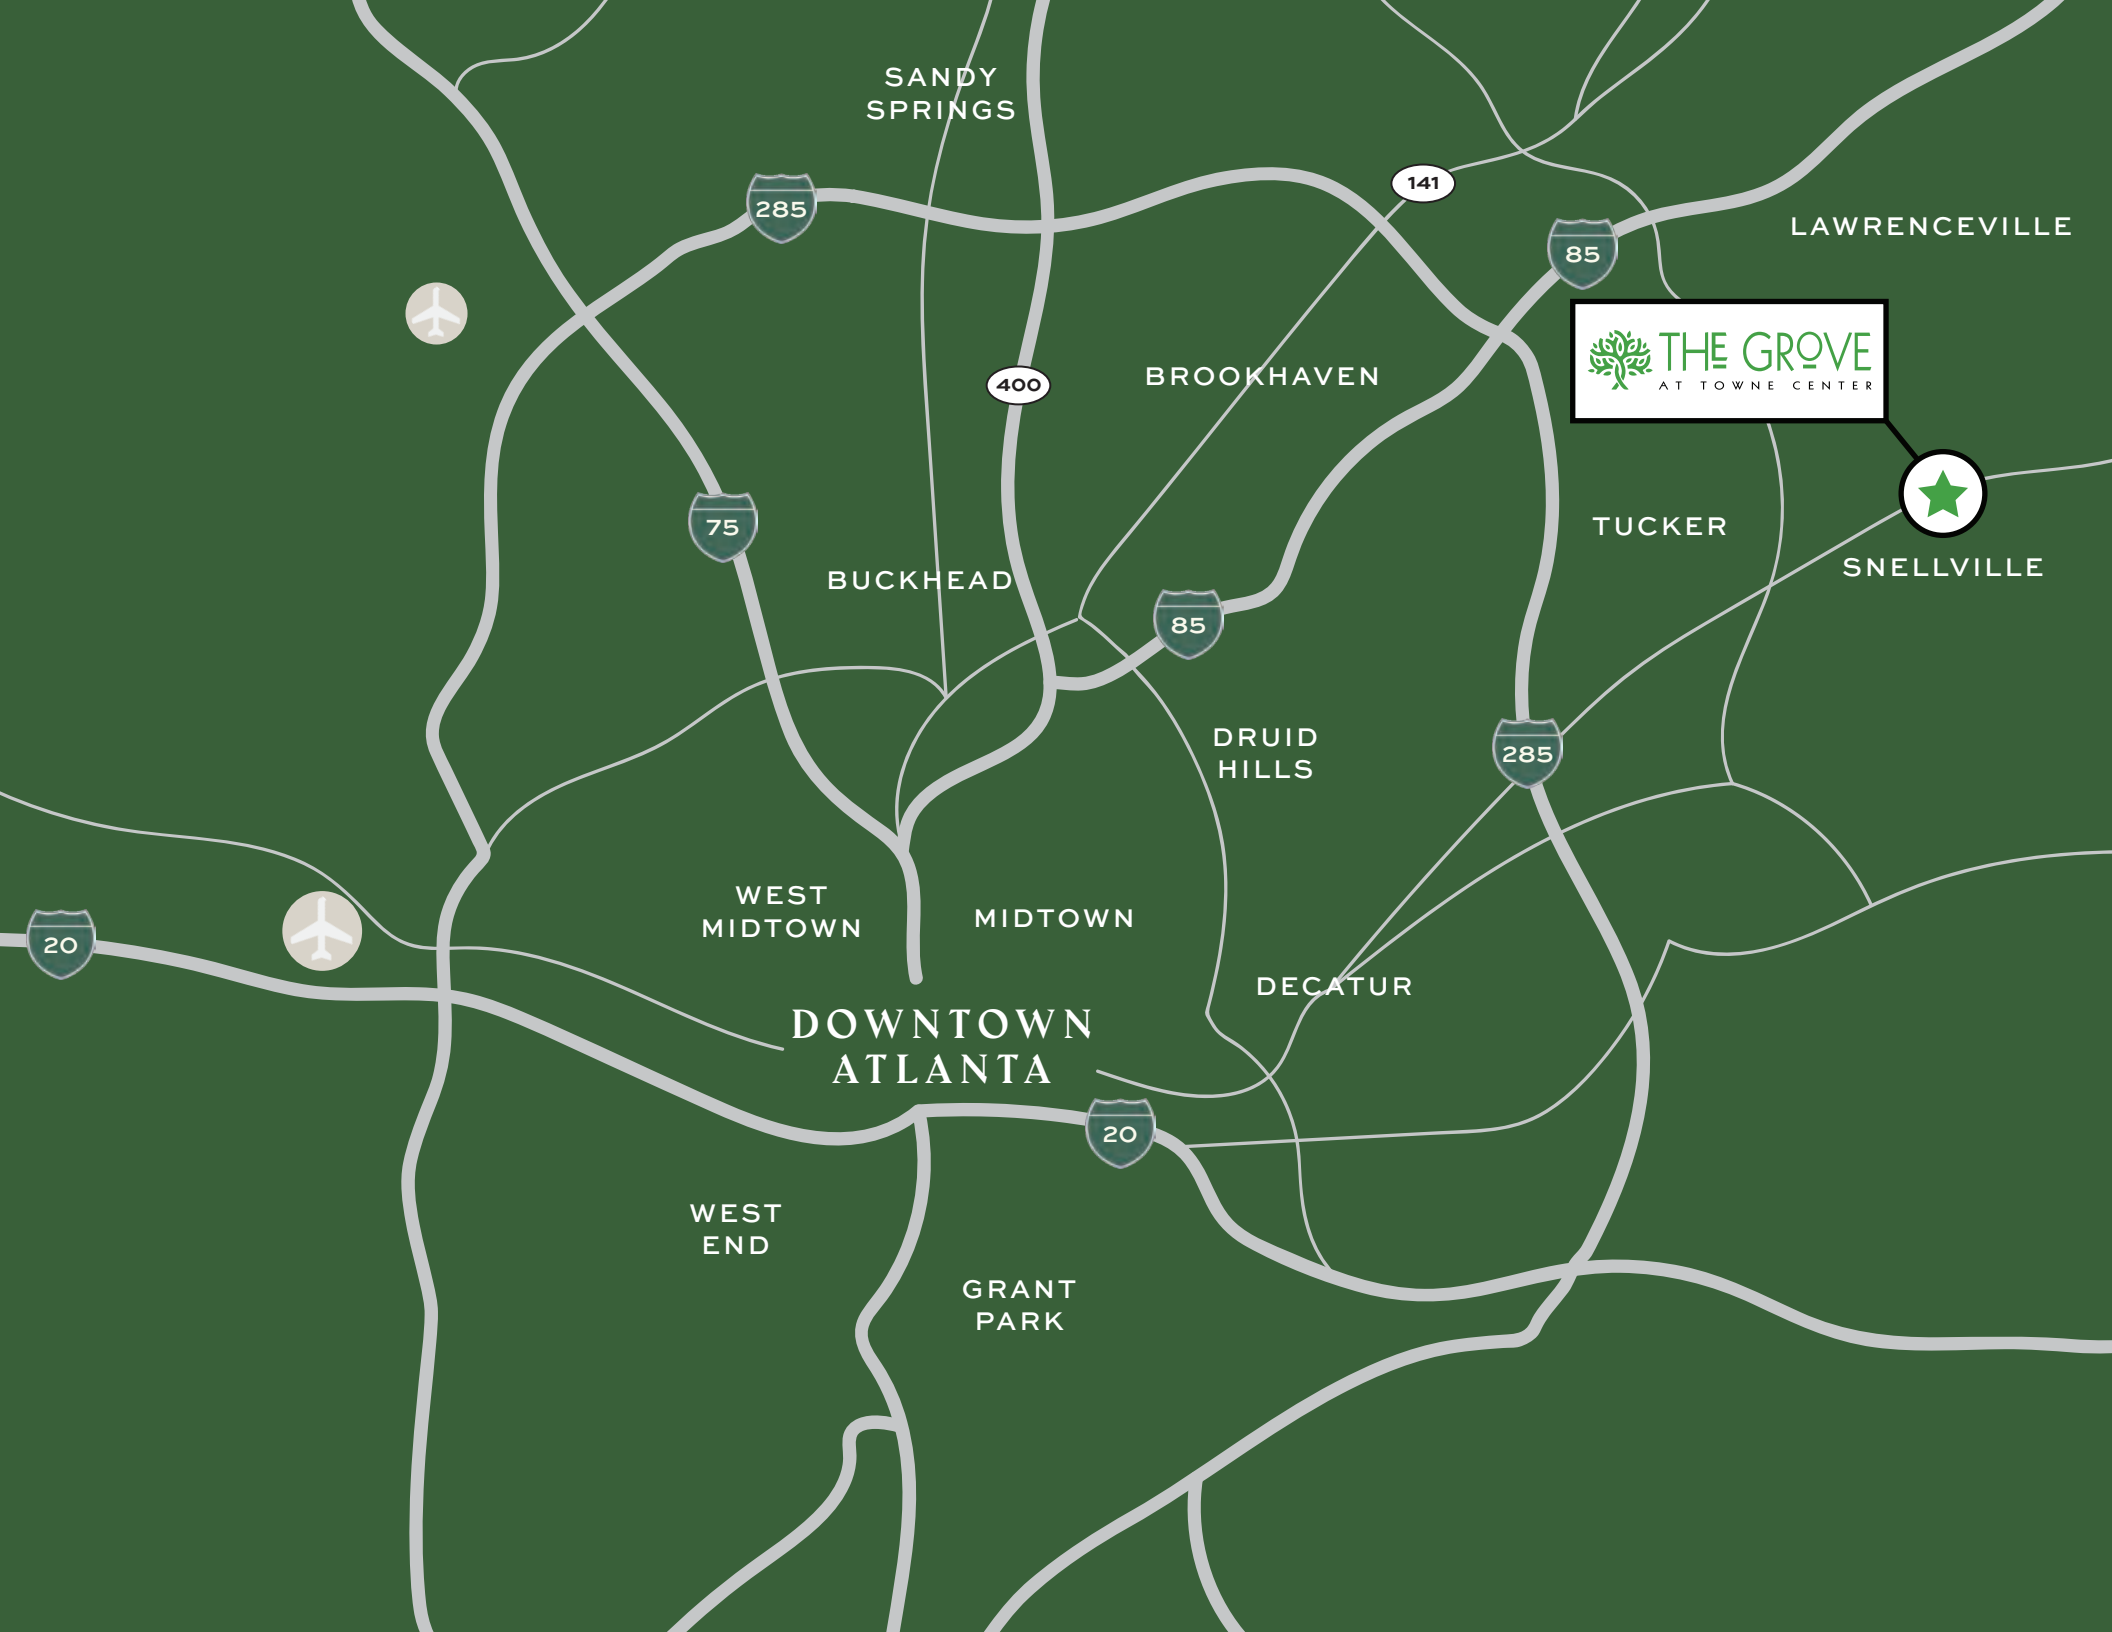 SANDY
SPRINGS
141
285
85
LAWRENCEVILLE
THE GROVE
AT TOWNE CENTER
400
BROOKHAVEN
75
TUCKER
SNELLVILLE
BUCKHEAD
85
DRUID
HILLS
285
WEST
MIDTOWN
MIDTOWN
20
DECATUR
DOWNTOWN
ATLANTA
20
WEST
END
GRANT
PARK